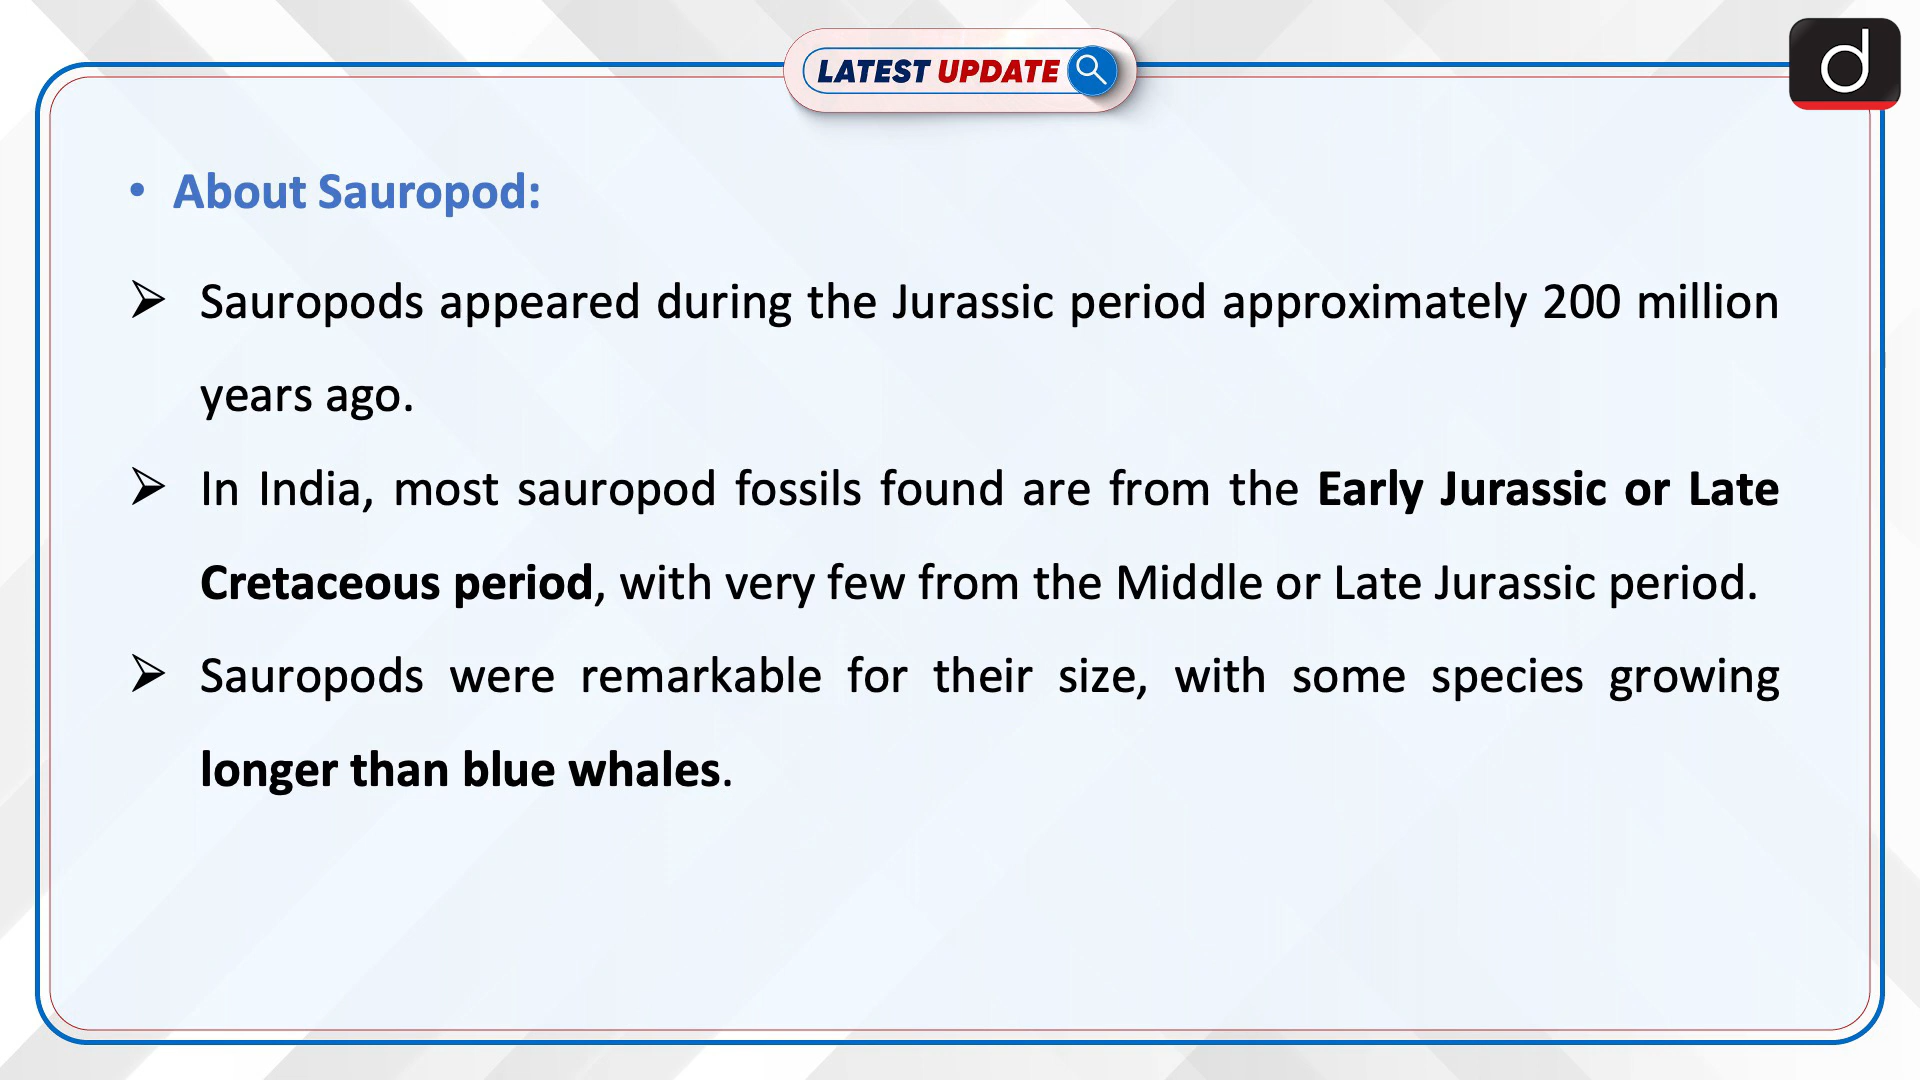 LATEST UPDATE
d
• About Sauropod:
➢ Sauropods appeared during the Jurassic period approximately 200 million
years ago.
➢ In India, most sauropod fossils found are from the Early Jurassic or Late
Cretaceous period, with very few from the Middle or Late Jurassic period.
➢ Sauropods were remarkable for their size, with some species growing
longer than blue whales.